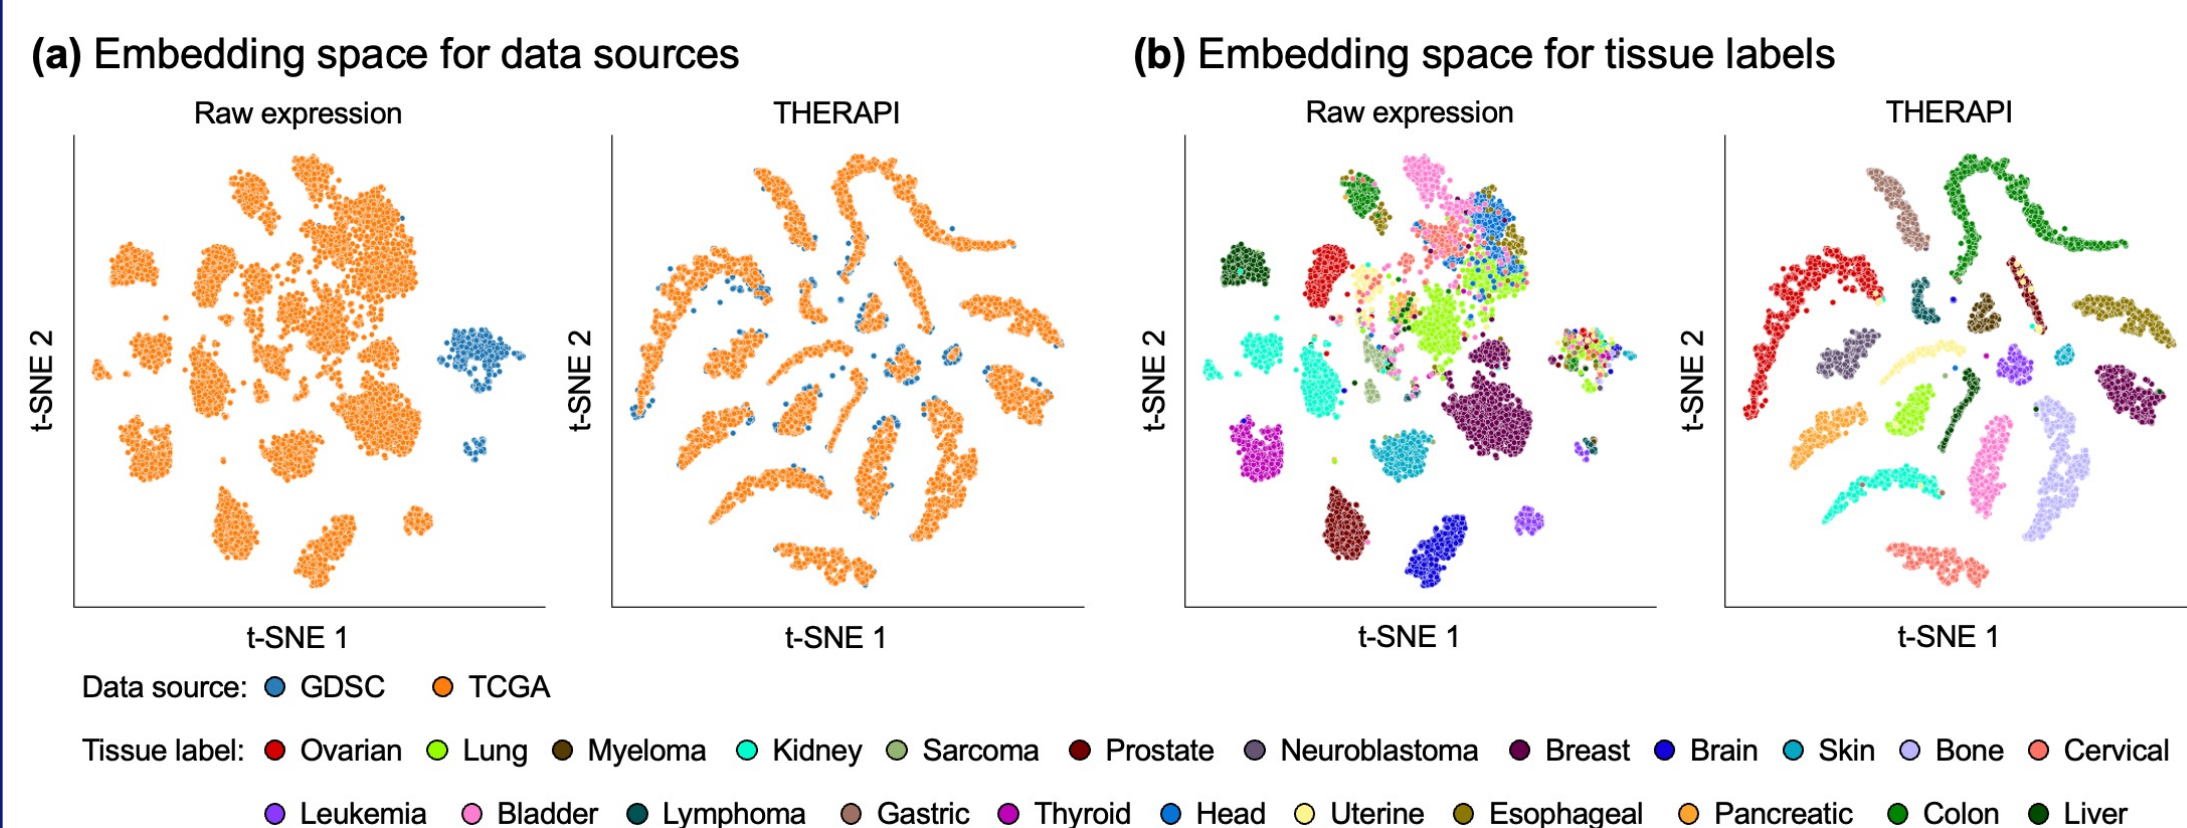 (a) Embedding space for data sources
(b) Embedding space for tissue labels
Raw expression
THERAPI
Raw expression
THERAPI
t-SNE 2
t-SNE 2
t-SNE 2
t-SNE 2
t-SNE 1
t-SNE 1
t-SNE 1
t-SNE 1
Data source: GDSC TCGA
Tissue label: Ovarian Lung Myeloma Kidney Sarcoma Prostate Neuroblastoma Breast Brain Skin Bone Cervical
Leukemia Bladder Lymphoma Gastric Thyroid Head Uterine Esophageal Pancreatic Colon Liver